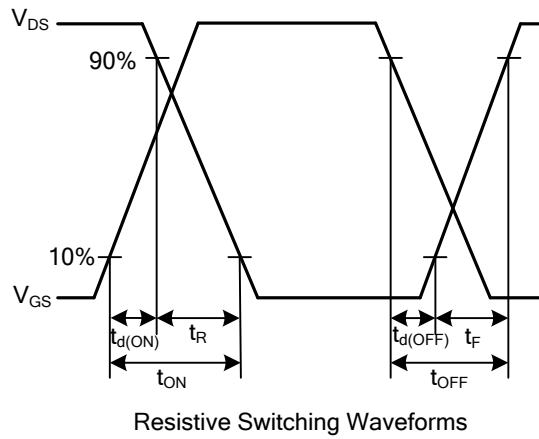 VDS
90%
10%
VGS
td(ON) tR td(OFF) tF
tON tOFF
Resistive Switching Waveforms